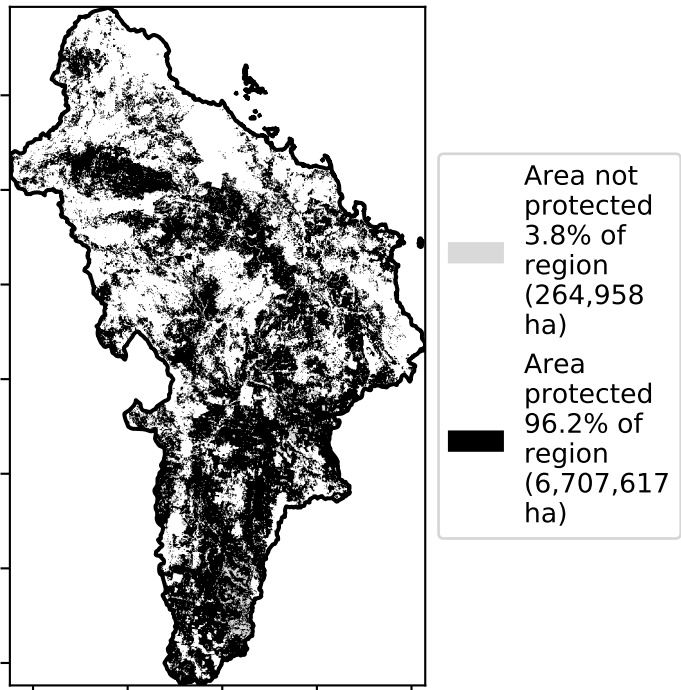 Area not
protected
3.8% of
region
(264,958
ha)
Area
protected
96.2% of
region
(6,707,617
ha)